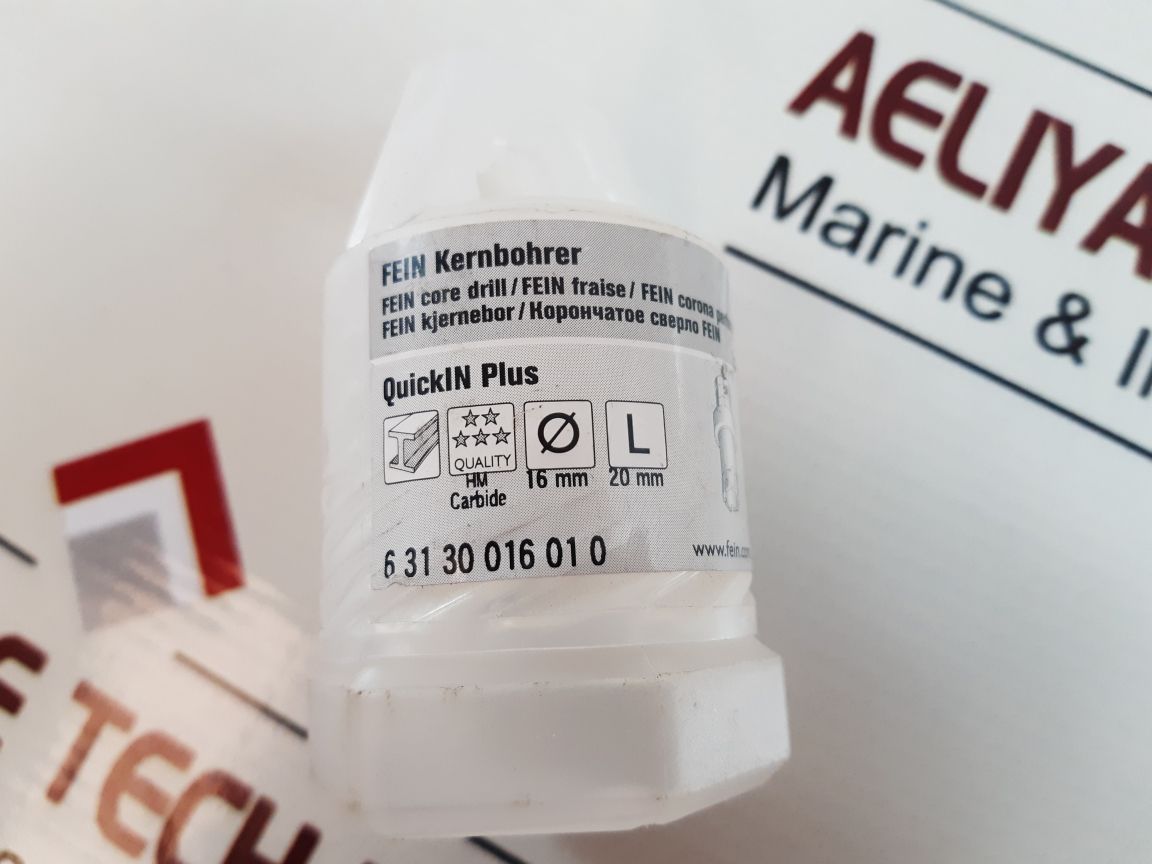 AELIYA
Marine &
FEIN Kernbohrer
FEIN core drill / FEIN fraise / FEIN corona
FEIN kjernebor / Корончатое сверло FEIN
QuickIN Plus
QUALITY
L
HM
Carbide
16 mm
20 mm
6 31 30 016 01 0
www.fein.com
TECH